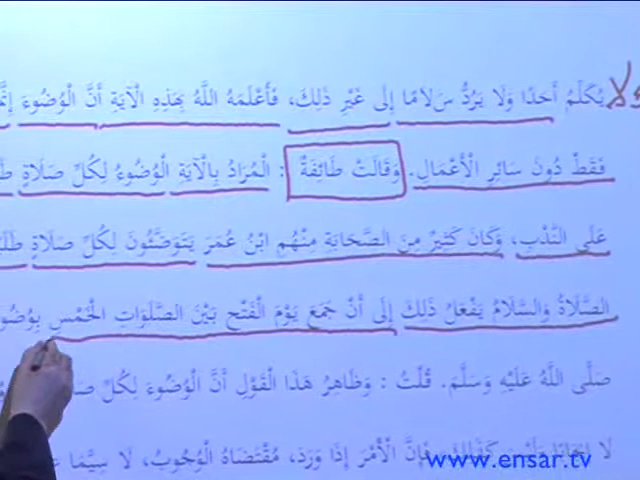 يُكَلِّمُ أَحَدًا وَلَا يَرُدُّ سَلَامًا إِلَى غَيْرِ ذَلِكَ، فَأَعْلَمَهُ اللَّهُ بِهَذِهِ الْآيَةِ أَنَّ الْوُضُوءَ
فَقَطْ دُونَ سَائِرِ الْأَعْمَالِ. وَقَالَتْ طَائِفَةٌ : الْمُرَادُ بِالْآيَةِ الْوُضُوءُ لِكُلِّ صَلَاةٍ
عَلَى النَّدْبِ، وَكَانَ كَثِيرٌ مِنَ الصَّحَابَةِ مِنْهُمِ ابْنُ عُمَرَ يَتَوَضَّئُونَ لِكُلِّ صَلَاةٍ
الصَّلَاةُ وَالسَّلَامُ يَفْعَلُ ذَلِكَ إِلَى أَنْ جَمَعَ يَوْمَ الْفَتْحِ بَيْنَ الصَّلَوَاتِ الْخَمْسِ
صَلَّى اللَّهُ عَلَيْهِ وَسَلَّمَ. قُلْتُ : وَظَاهِرُ هَذَا الْقَوْلِ أَنَّ الْوُضُوءَ لِكُلِّ
فَإِنَّ الْأَمْرَ إِذَا وَرَدَ، مُقْتَضَاهُ الْوُجُوبُ، لَا سِيَّمَا
www.ensar.tv